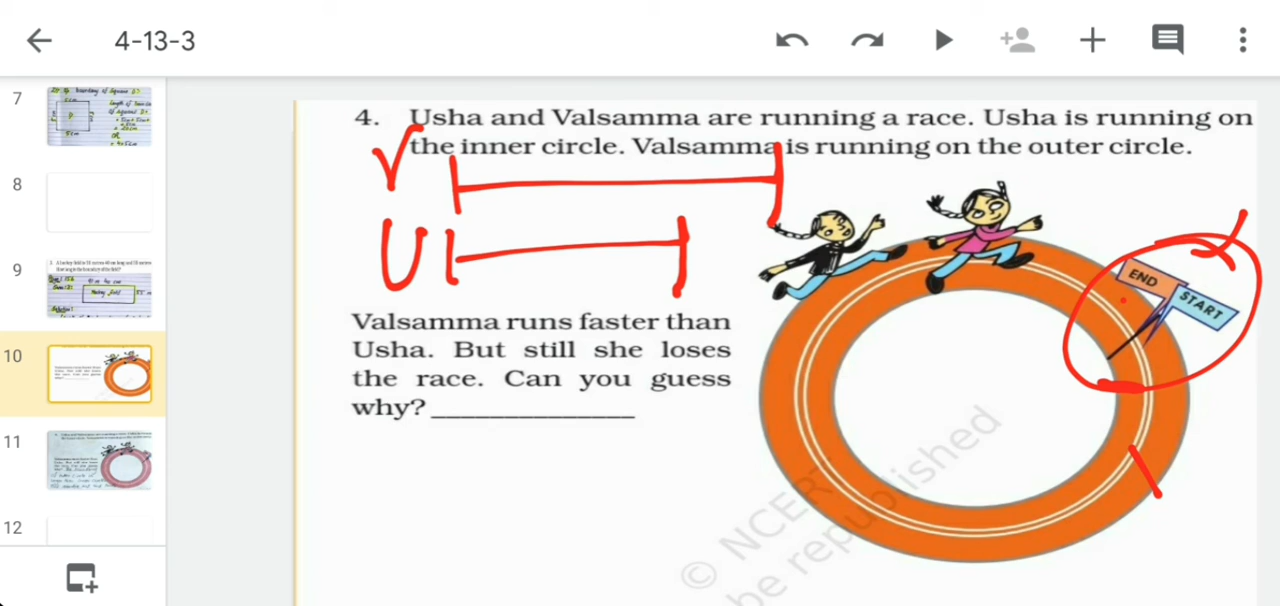 4-13-3
7
8
9
10
11
12
4. Usha and Valsamma are running a race. Usha is running on
the inner circle. Valsamma is running on the outer circle.
V
U
Valsamma runs faster than
Usha. But still she loses
the race. Can you guess
why?
END
START
© NCERT
be republished